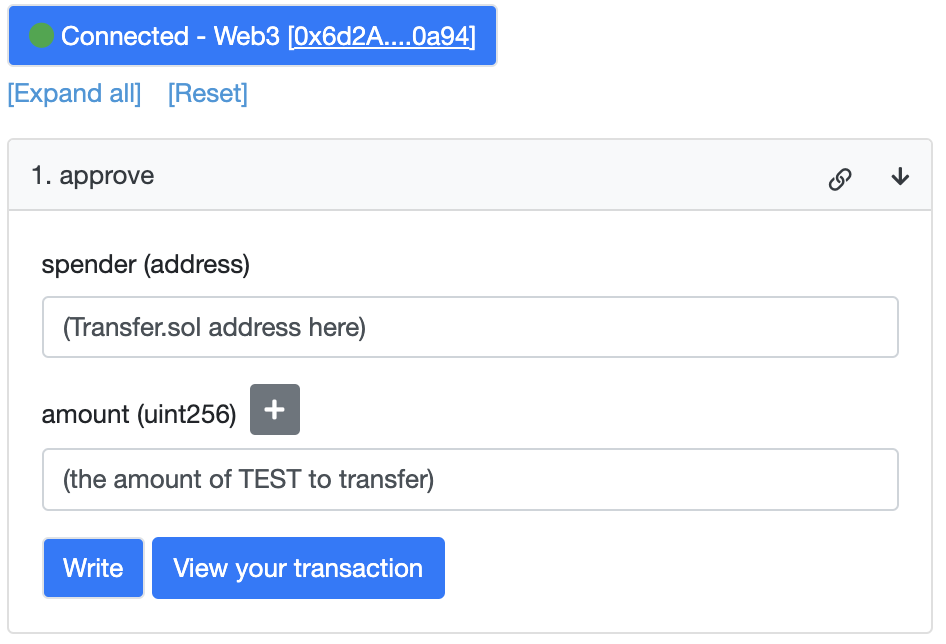 Connected - Web3 [0x6d2A....0a94]
[Expand all] [Reset]
1. approve
spender (address)
(Transfer.sol address here)
amount (uint256) +
(the amount of TEST to transfer)
Write View your transaction